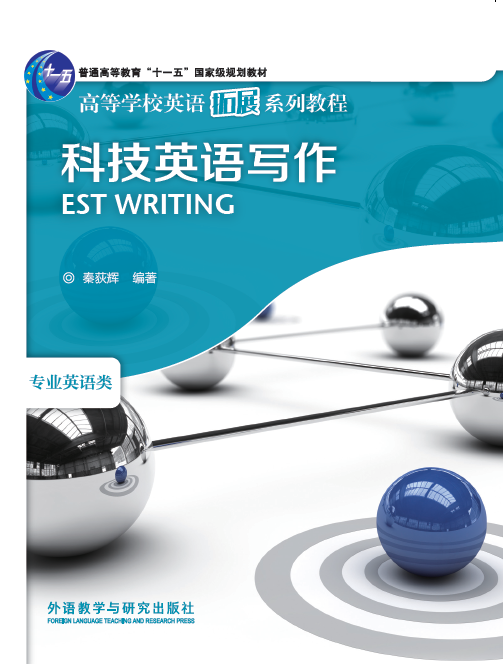 十一五
普通高等教育“十一五”国家级规划教材
高等学校英语拓展系列教程
科技英语写作
EST WRITING
◎ 秦荻辉 编著
专业英语类
外语教学与研究出版社
FOREIGN LANGUAGE TEACHING AND RESEARCH PRESS